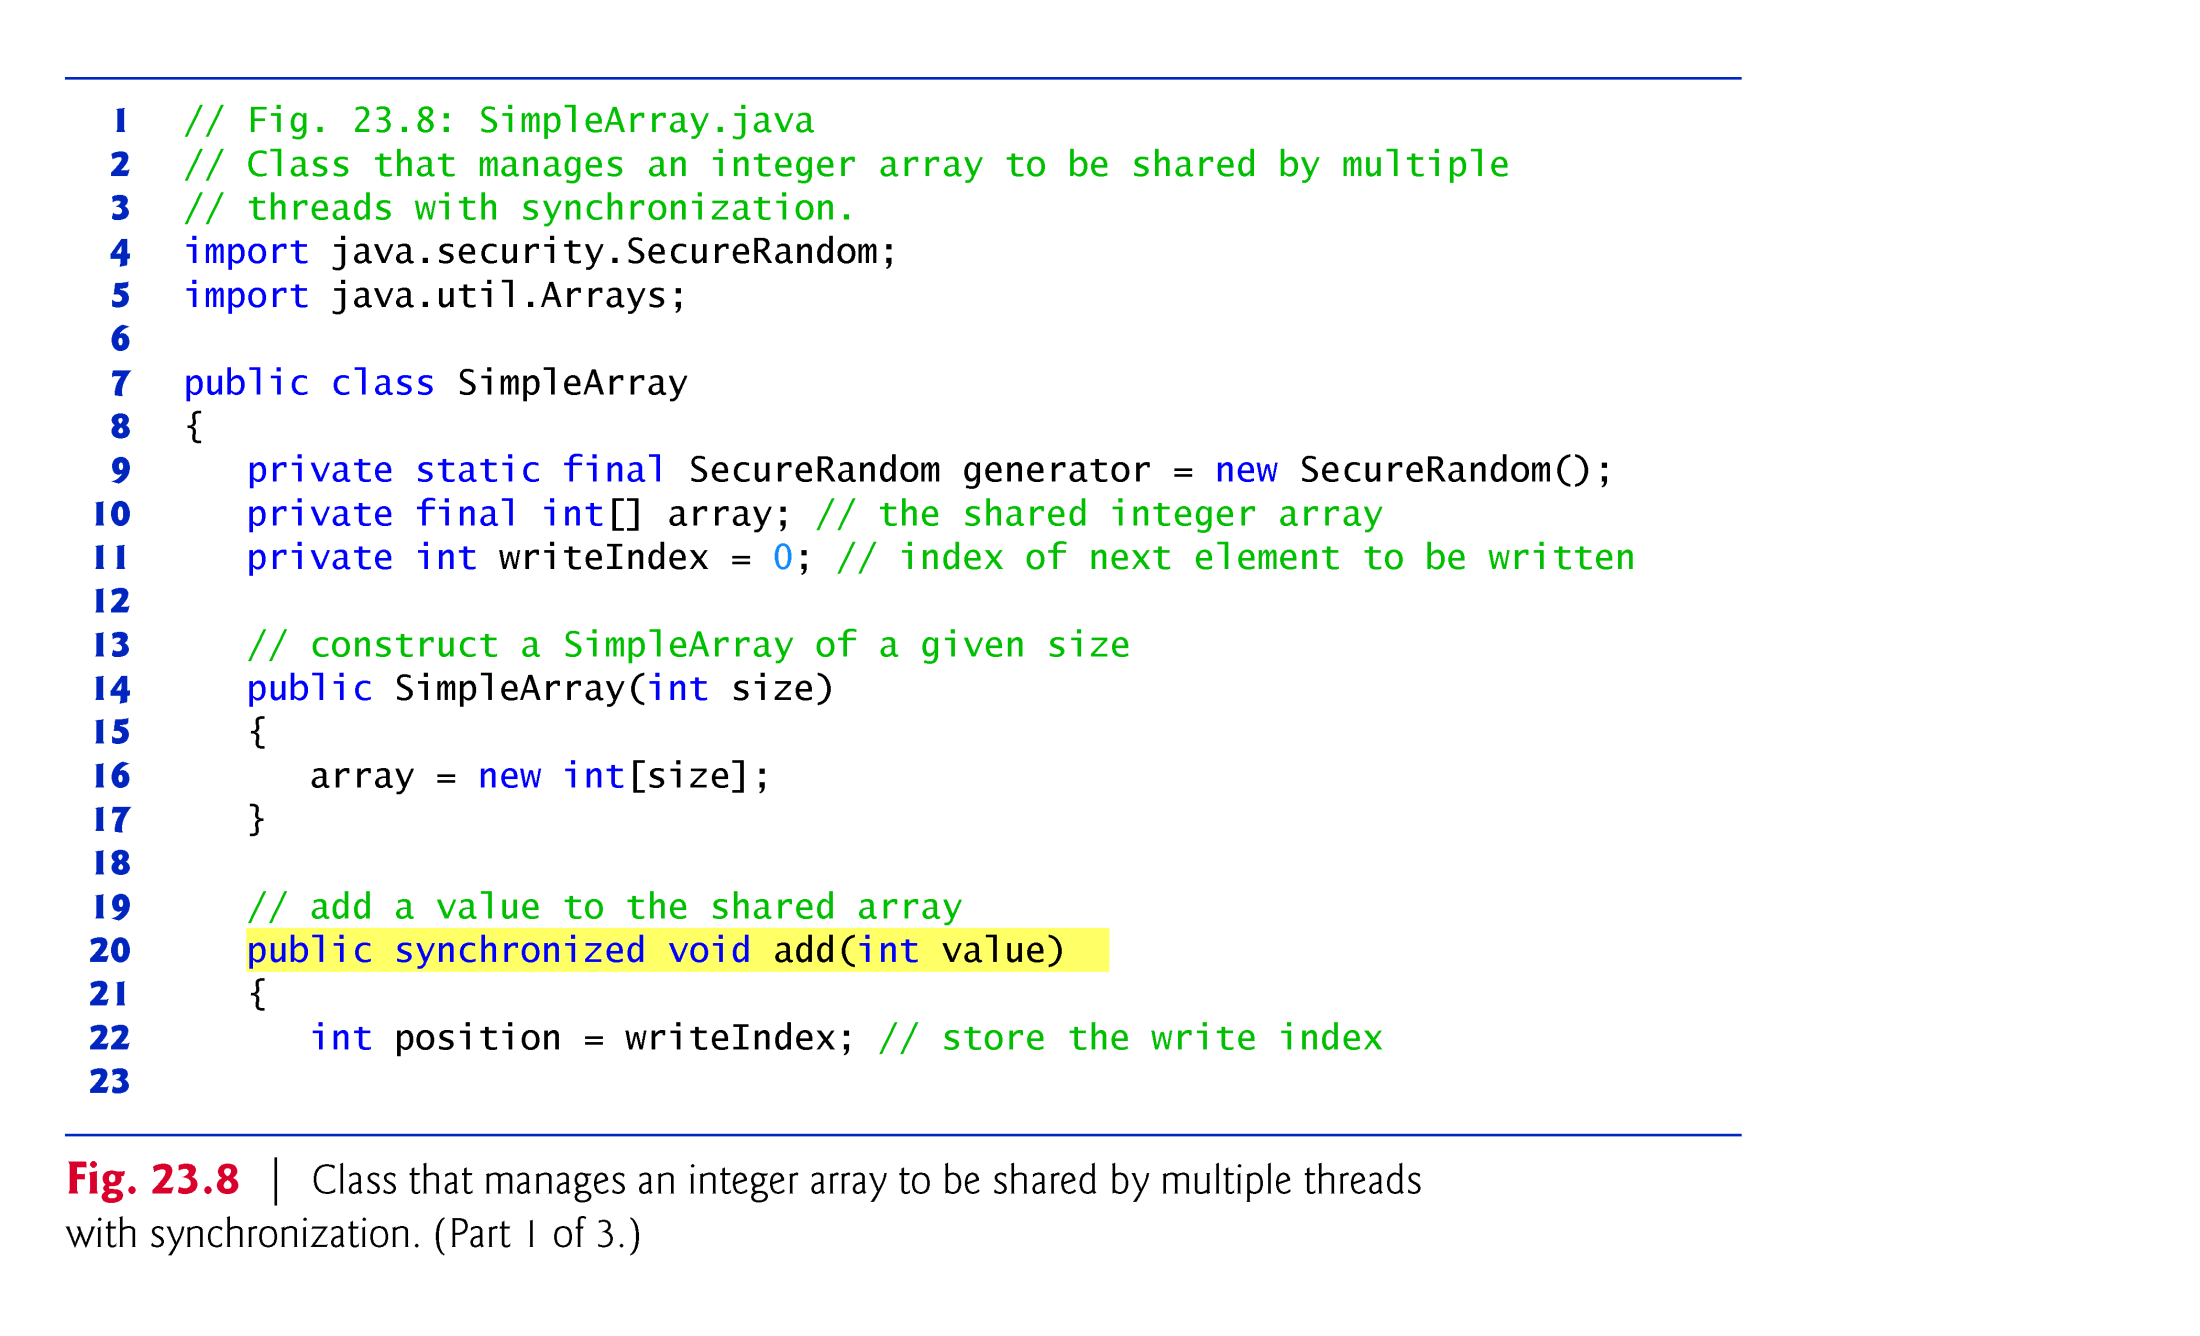 1 // Fig. 23.8: SimpleArray.java
2 // Class that manages an integer array to be shared by multiple
3 // threads with synchronization.
4 import java.security.SecureRandom;
5 import java.util.Arrays;
6
7 public class SimpleArray
8 {
9 private static final SecureRandom generator = new SecureRandom();
10 private final int[] array; // the shared integer array
11 private int writeIndex = 0; // index of next element to be written
12
13 // construct a SimpleArray of a given size
14 public SimpleArray(int size)
15 {
16 array = new int[size];
17 }
18
19 // add a value to the shared array
20 public synchronized void add(int value)
21 {
22 int position = writeIndex; // store the write index
23
Fig. 23.8 | Class that manages an integer array to be shared by multiple threads
with synchronization. (Part 1 of 3.)